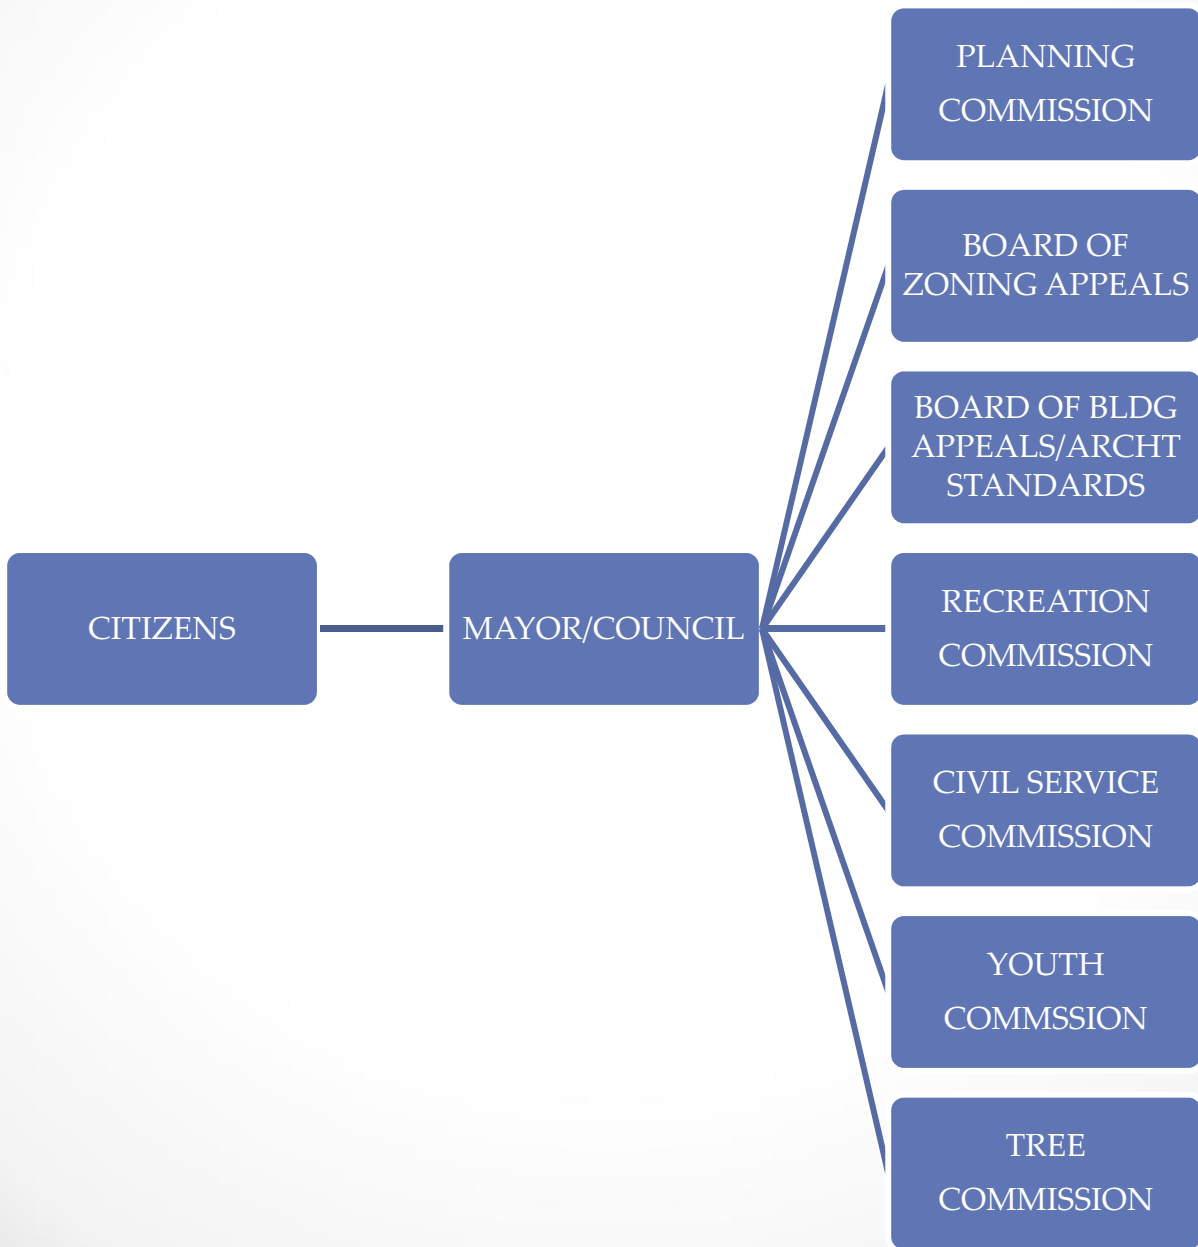 PLANNING
COMMISSION
BOARD OF
ZONING APPEALS
BOARD OF BLDG
APPEALS/ARCHT
STANDARDS
CITIZENS
MAYOR/COUNCIL
RECREATION
COMMISSION
CIVIL SERVICE
COMMISSION
YOUTH
COMMSSION
TREE
COMMISSION